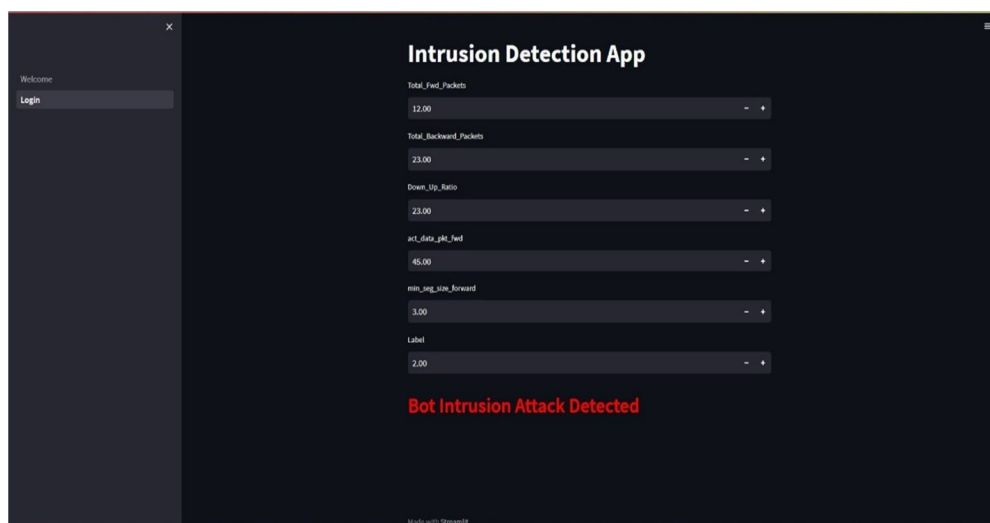 Welcome
Login
Intrusion Detection App
Total_Fwd_Packets
12.00
Total_Backward_Packets
23.00
Down_Up_Ratio
23.00
act_data_pkt_fwd
45.00
min_seg_size_forward
3.00
Label
2.00
Bot Intrusion Attack Detected
Made with Streamlit